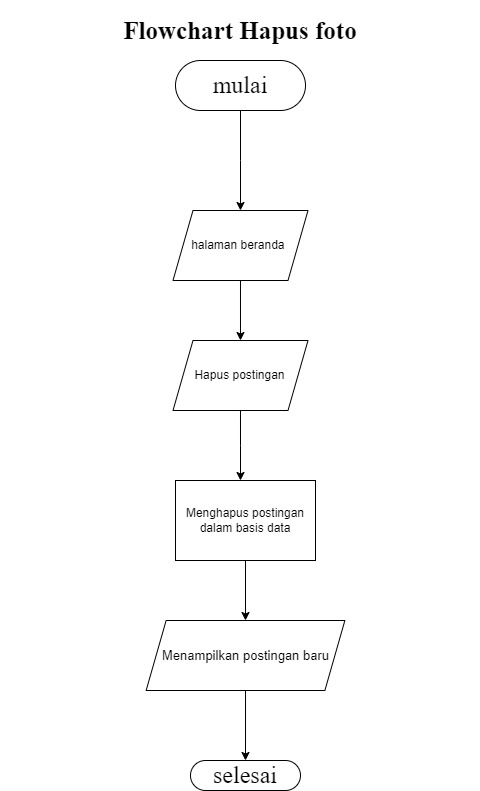 Flowchart Hapus foto
mulai
halaman beranda
Hapus postingan
Menghapus postingan
dalam basis data
Menampilkan postingan baru
selesai